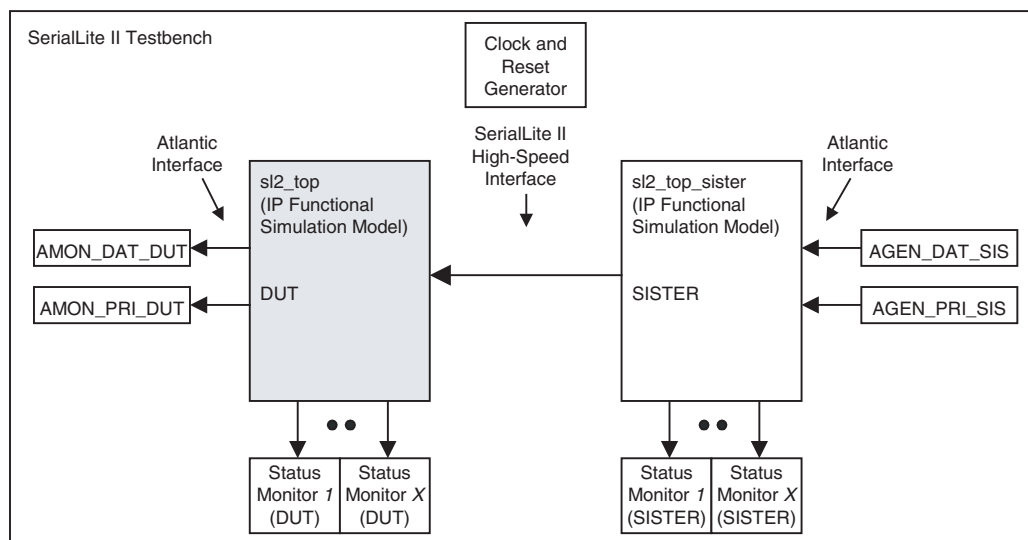 SerialLite II Testbench
Clock and
Reset
Generator
Atlantic
Interface
SerialLite II
High-Speed
Interface
Atlantic
Interface
sl2_top
(IP Functional
Simulation Model)
sl2_top_sister
(IP Functional
Simulation Model)
AMON_DAT_DUT
AGEN_DAT_SIS
AMON_PRI_DUT
DUT
SISTER
AGEN_PRI_SIS
Status
Monitor 1
(DUT)
Status
Monitor X
(DUT)
Status
Monitor 1
(SISTER)
Status
Monitor X
(SISTER)